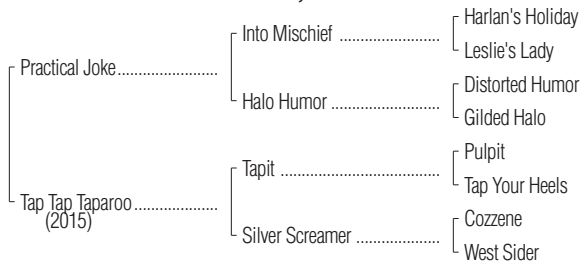 Harlan's Holiday
Into Mischief ....................
Leslie's Lady
Practical Joke........................
Distorted Humor
Halo Humor ......................
Gilded Halo
Pulpit
Tapit ................................
Tap Your Heels
Tap Tap Taparoo....................
(2015)
Cozzene
Silver Screamer .................
West Sider